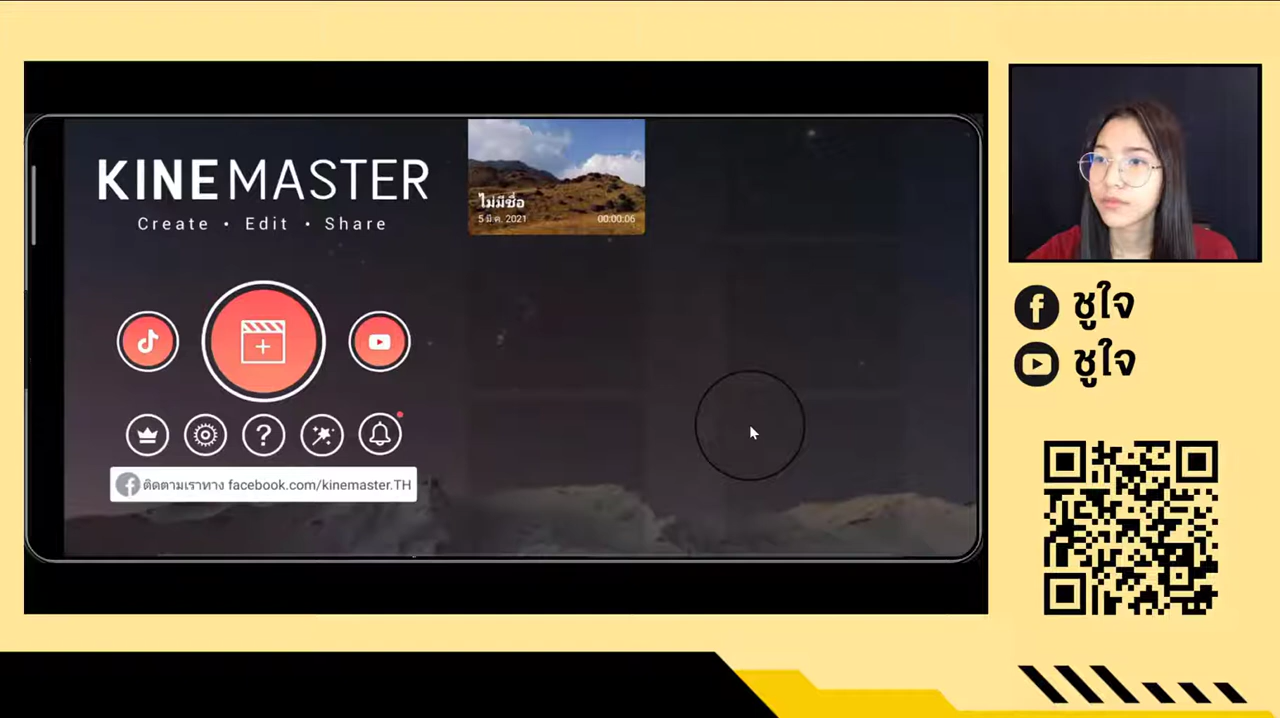 KINEMASTER
Create • Edit • Share
ไม่มีชื่อ
5 มี.ค. 2021
00:00:06
?
ติดตามเราทาง facebook.com/kinemaster.TH
ชูใจ
ชูใจ